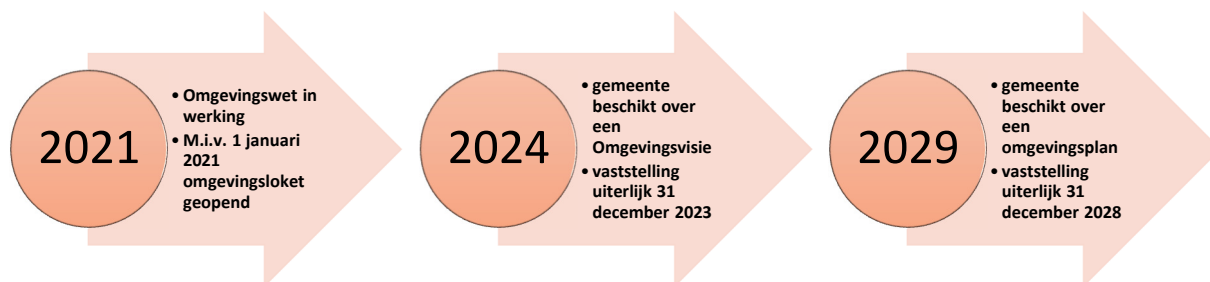 2021
• Omgevingswet in
werking
• M.i.v. 1 januari
2021
omgevingsloket
geopend
2024
• gemeente
beschikt over
een
Omgevingsvisie
• vaststelling
uiterlijk 31
december 2023
2029
• gemeente
beschikt over
een
omgevingsplan
• vaststelling
uiterlijk 31
december 2028